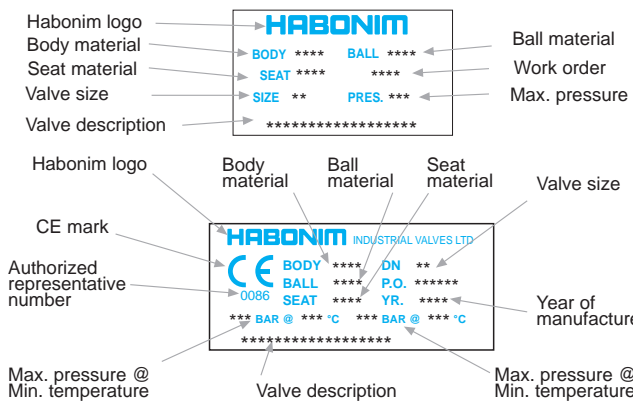 Habonim logo
HABONIM
Body material
BODY **** BALL ****
Ball material
Seat material
SEAT **** ****
Work order
Valve size
SIZE ** PRES. ***
Max. pressure
Valve description
******************
Habonim logo
Body
material
Ball
material
Seat
material
Valve size
CE mark
HABONIM INDUSTRIAL VALVES LTD
CE
BODY **** DN **
Authorized
representative
number
BALL **** P.O. ******
0086
SEAT **** YR. ****
Year of
manufacture
*** BAR @ *** °C *** BAR @ *** °C
******************
Max. pressure @
Min. temperature
Valve description
Max. pressure @
Min. temperature